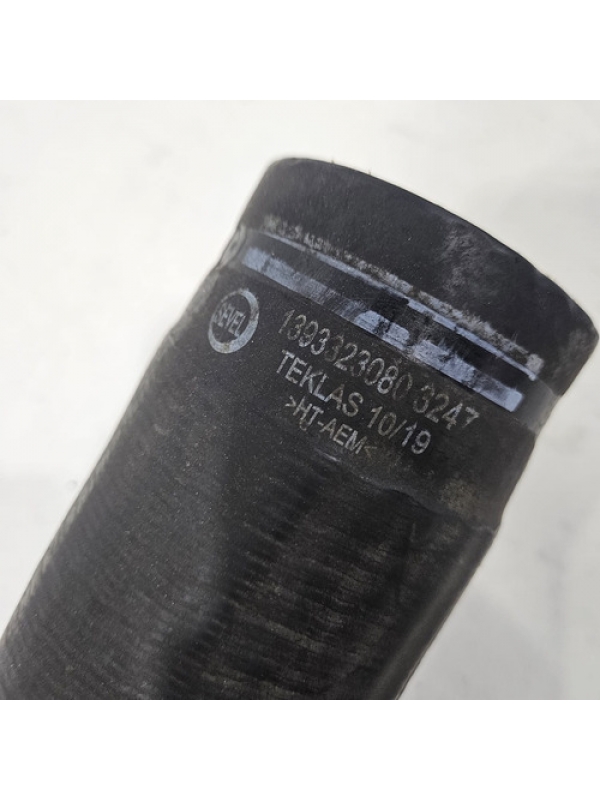 SEVEL
1393323080 3247
TEKLAS 10/19
>HT-AEM<